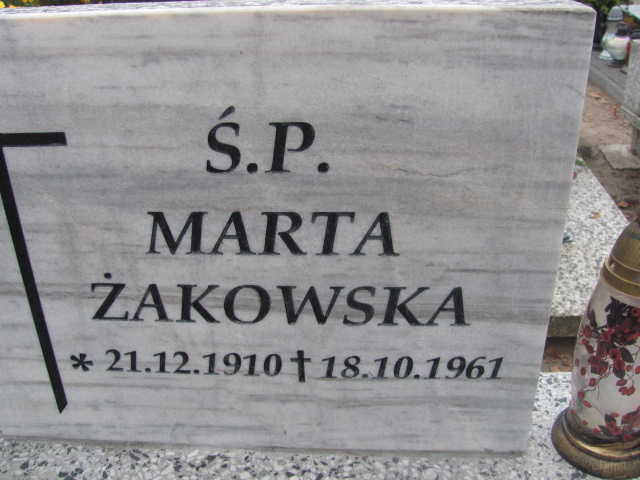 Ś.P.
MARTA
ŻAKOWSKA
* 21.12.1910 † 18.10.1961